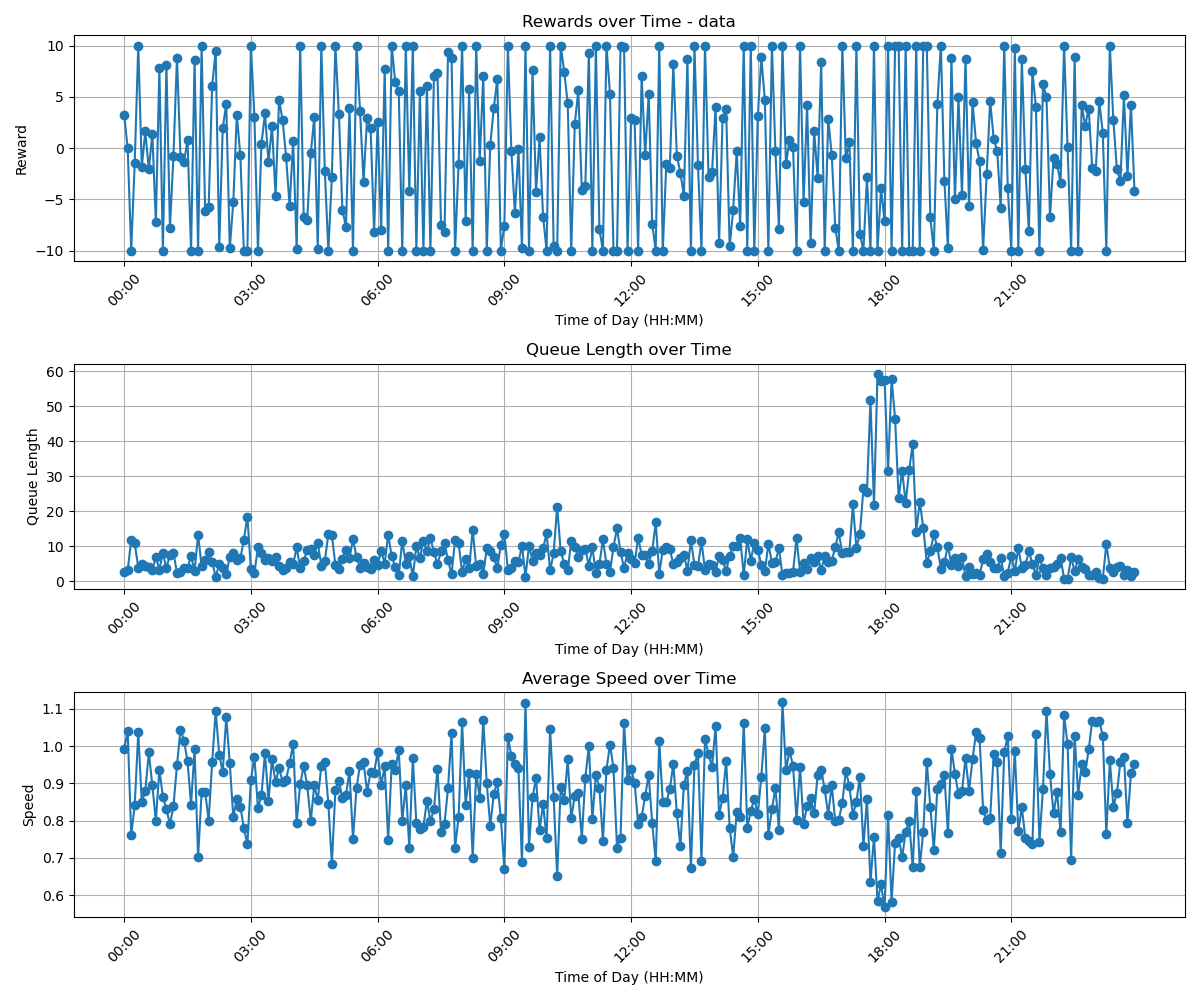 Rewards over Time - data
10
5
0
−5
−10
Reward
00:00 03:00 06:00 09:00 12:00 15:00 18:00 21:00
Time of Day (HH:MM)
Queue Length over Time
60
50
40
30
20
10
0
Queue Length
00:00 03:00 06:00 09:00 12:00 15:00 18:00 21:00
Time of Day (HH:MM)
Average Speed over Time
1.1
1.0
0.9
0.8
0.7
0.6
Speed
00:00 03:00 06:00 09:00 12:00 15:00 18:00 21:00
Time of Day (HH:MM)